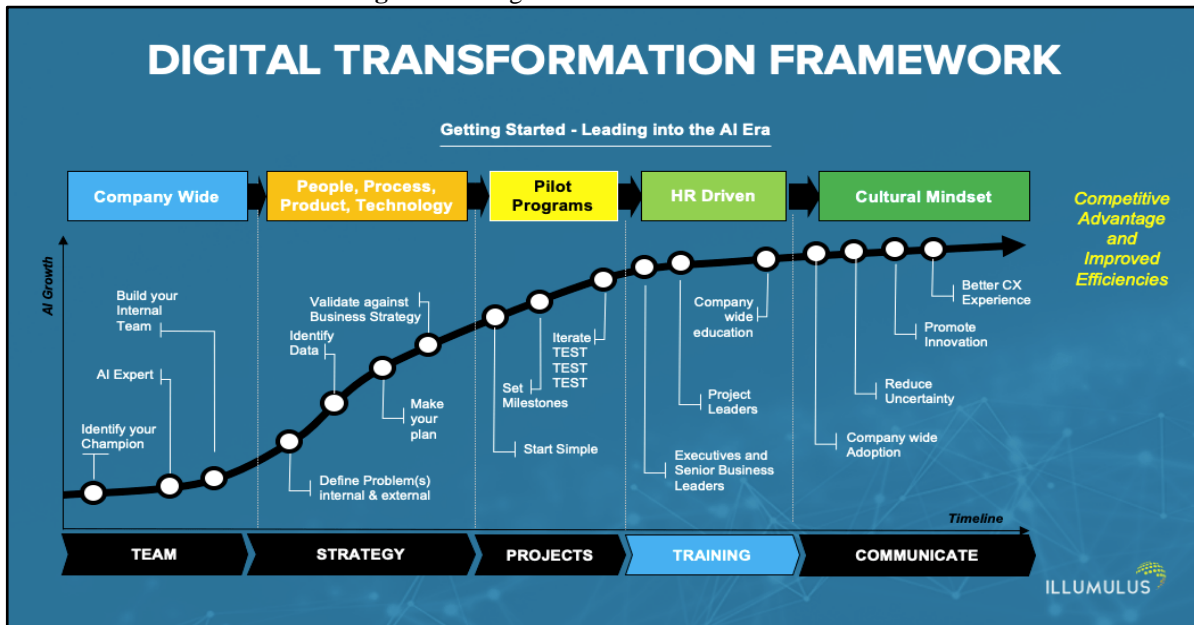 DIGITAL TRANSFORMATION FRAMEWORK
Getting Started - Leading into the AI Era
Company Wide
People, Process,
Product, Technology
Pilot
Programs
HR Driven
Cultural Mindset
Competitive
Advantage
and
Improved
Efficiencies
AI Growth
Identify your
Champion
AI Expert
Build your
Internal
Team
Define Problem(s)
internal & external
Identify
Data
Make
your
plan
Validate against
Business Strategy
Start Simple
Set
Milestones
Iterate
TEST
TEST
TEST
Executives and
Senior Business
Leaders
Project
Leaders
Company
wide
education
Company wide
Adoption
Reduce
Uncertainty
Promote
Innovation
Better CX
Experience
Timeline
TEAM
STRATEGY
PROJECTS
TRAINING
COMMUNICATE
ILLUMULUS